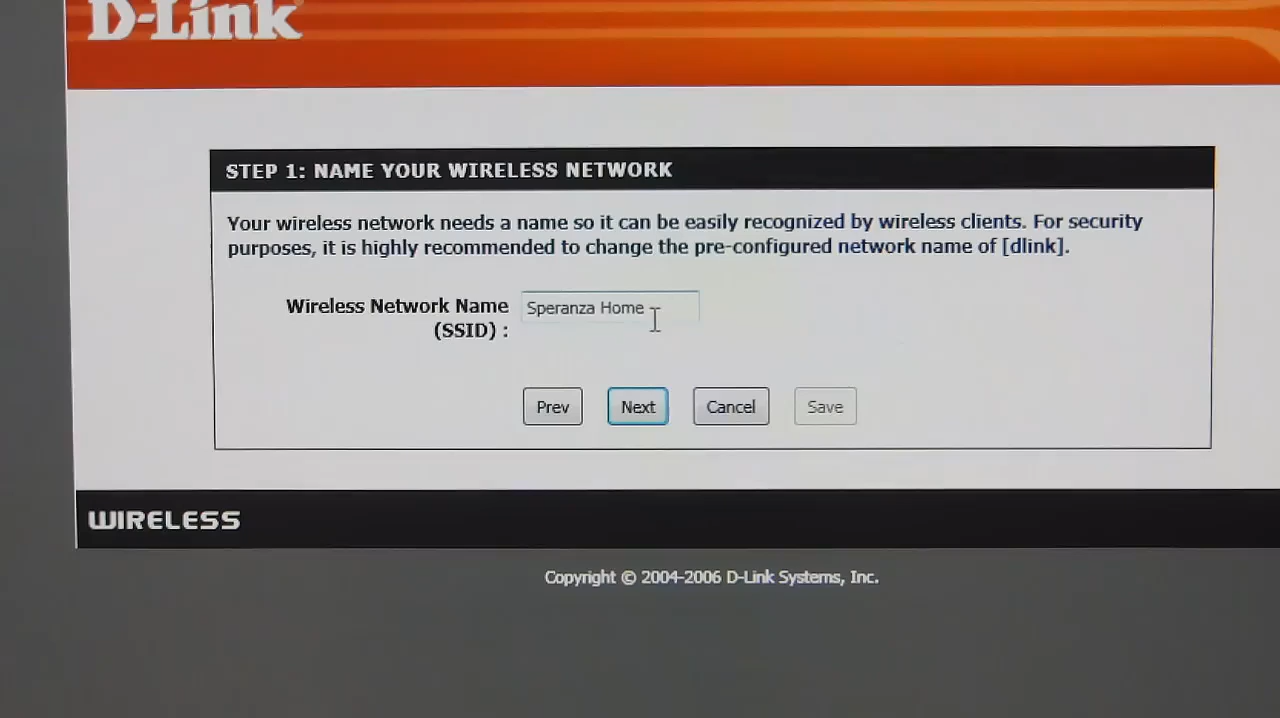 D-Link
STEP 1: NAME YOUR WIRELESS NETWORK
Your wireless network needs a name so it can be easily recognized by wireless clients. For security
purposes, it is highly recommended to change the pre-configured network name of [dlink].
Wireless Network Name Speranza Home
(SSID) :
Prev Next Cancel Save
WIRELESS
Copyright © 2004-2006 D-Link Systems, Inc.